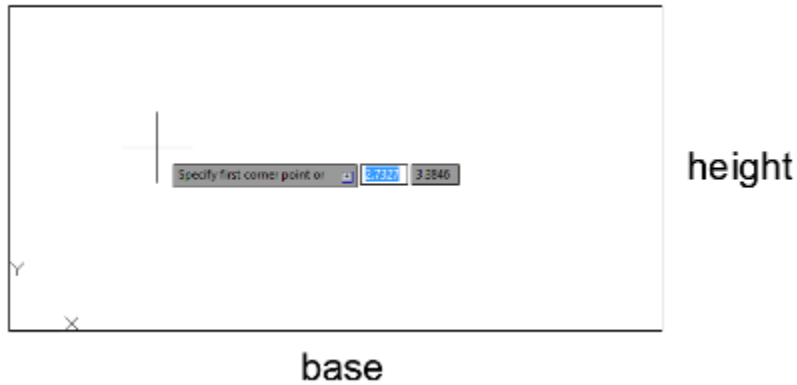 height
Specify first corner point or 3.3846
Y
X
base